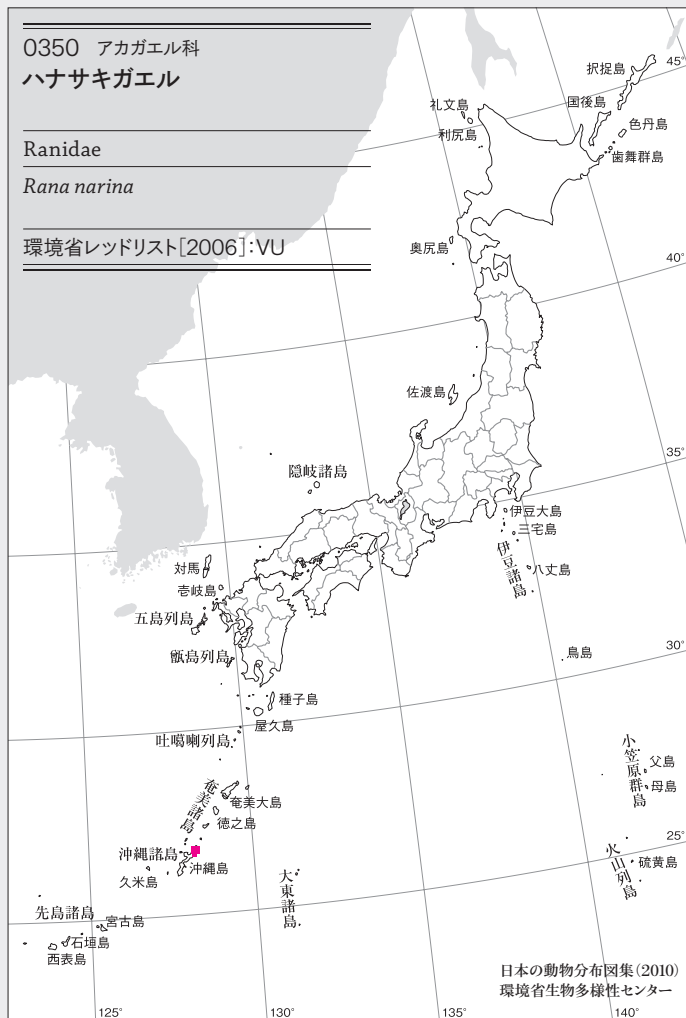 0350 アカガエル科
ハナサキガエル
Ranidae
Rana narina
環境省レッドリスト[2006]:VU
45°
択捉島
国後島
礼文島
色丹島
利尻島
歯舞群島
奥尻島
40°
佐渡島
35°
隠岐諸島
伊豆大島
三宅島
伊豆諸島
八丈島
対馬
壱岐島
五島列島
甑島列島
鳥島
30°
種子島
屋久島
吐噶喇列島
小笠原群島
父島
母島
奄美諸島
奄美大島
徳之島
25°
沖縄諸島
沖縄島
久米島
大東諸島
火山列島
硫黄島
先島諸島
宮古島
石垣島
西表島
日本の動物分布図集(2010)
環境省生物多様性センター
125°
130°
135°
140°